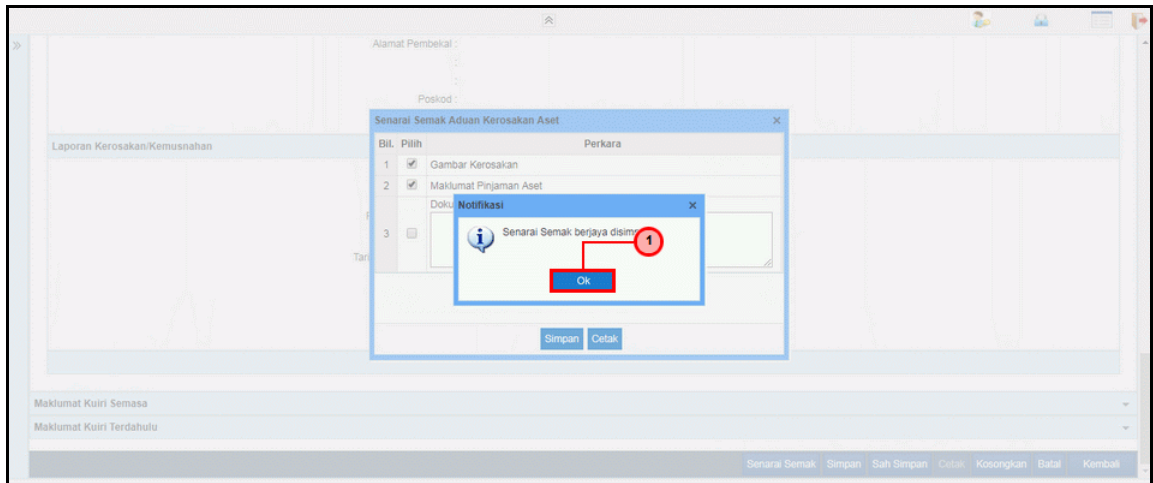 Alamat Pembekal :
:
:
Poskod :
Senarai Semak Aduan Kerosakan Aset
Bil. Pilih Perkara
Laporan Kerosakan/Kemusnahan
1 Gambar Kerosakan
2 Maklumat Pinjaman Aset
Notifikasi
3
Senarai Semak berjaya
1
Ok
Simpan Cetak
Maklumat Kuiri Semasa
Maklumat Kuiri Terdahulu
Senarai Semak Simpan Sah Simpan Cetak Kosongkan Batal Kembali